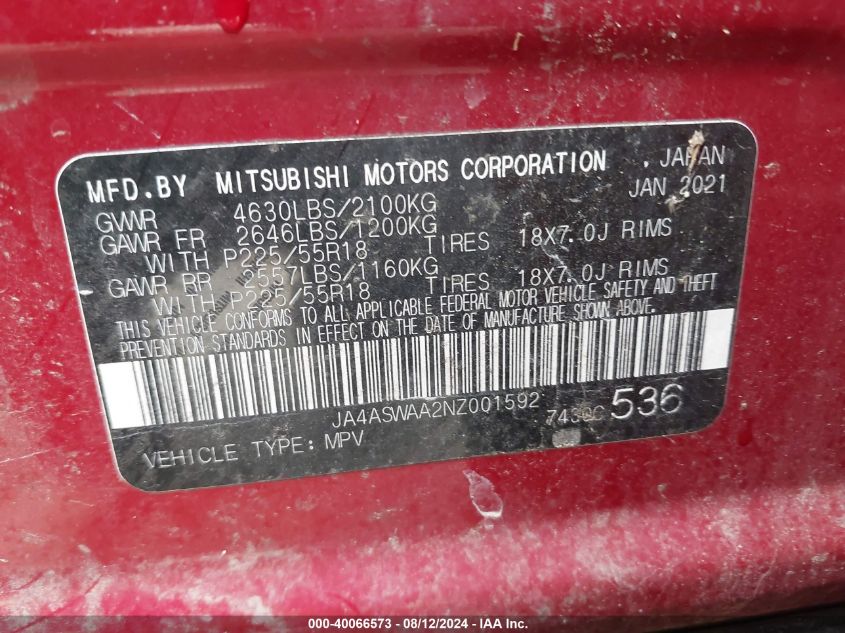 MFD.BY MITSUBISHI MOTORS CORPORATION JAPAN
JAN 2021
GVWR 4630LBS/2100KG
GAWR FR 2646LBS/1200KG
WITH P225/55R18 TIRES 18X7.0J RIMS
GAWR RR 2557LBS/1160KG
WITH P225/55R18 TIRES 18X7.0J RIMS
THIS VEHICLE CONFORMS TO ALL APPLICABLE FEDERAL MOTOR VEHICLE SAFETY AND THEFT
PREVENTION STANDARDS IN EFFECT ON THE DATE OF MANUFACTURE SHOWN ABOVE.
JA4ASWAA2NZ001592 536
VEHICLE TYPE: MPV
000-40066573 - 08/12/2024 - IAA Inc.